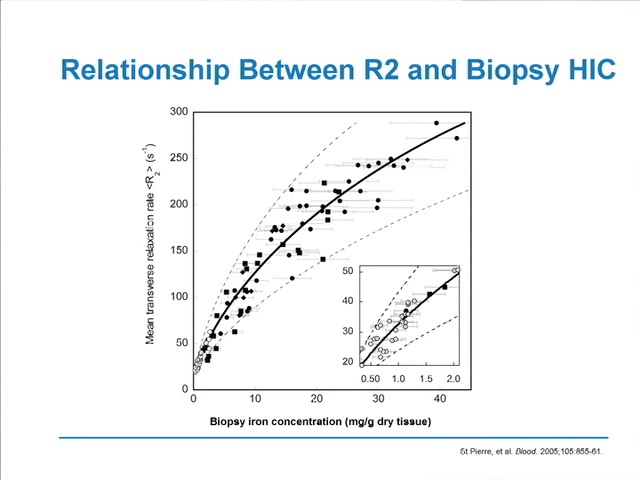 Relationship Between R2 and Biopsy HIC
Mean transverse relaxation rate <R2> (s-1)
300
250
200
150
100
50
0
0 10 20 30 40
50
40
30
20
0.50 1.0 1.5 2.0
Biopsy iron concentration (mg/g dry tissue)
St Pierre, et al. Blood. 2005;105:855-61.